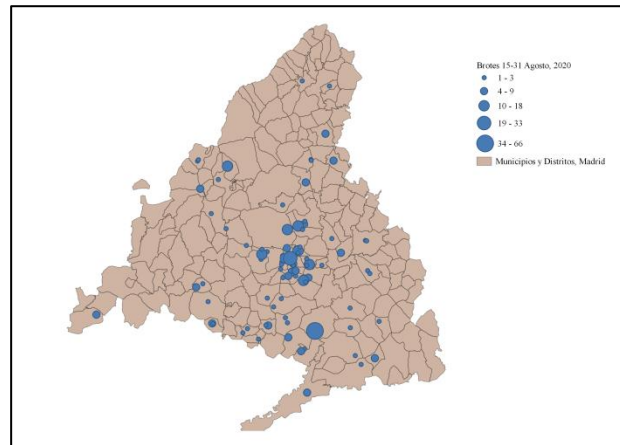 Brotes 15-31 Agosto, 2020
1 - 3
4 - 9
10 - 18
19 - 33
34 - 66
Municipios y Distritos, Madrid